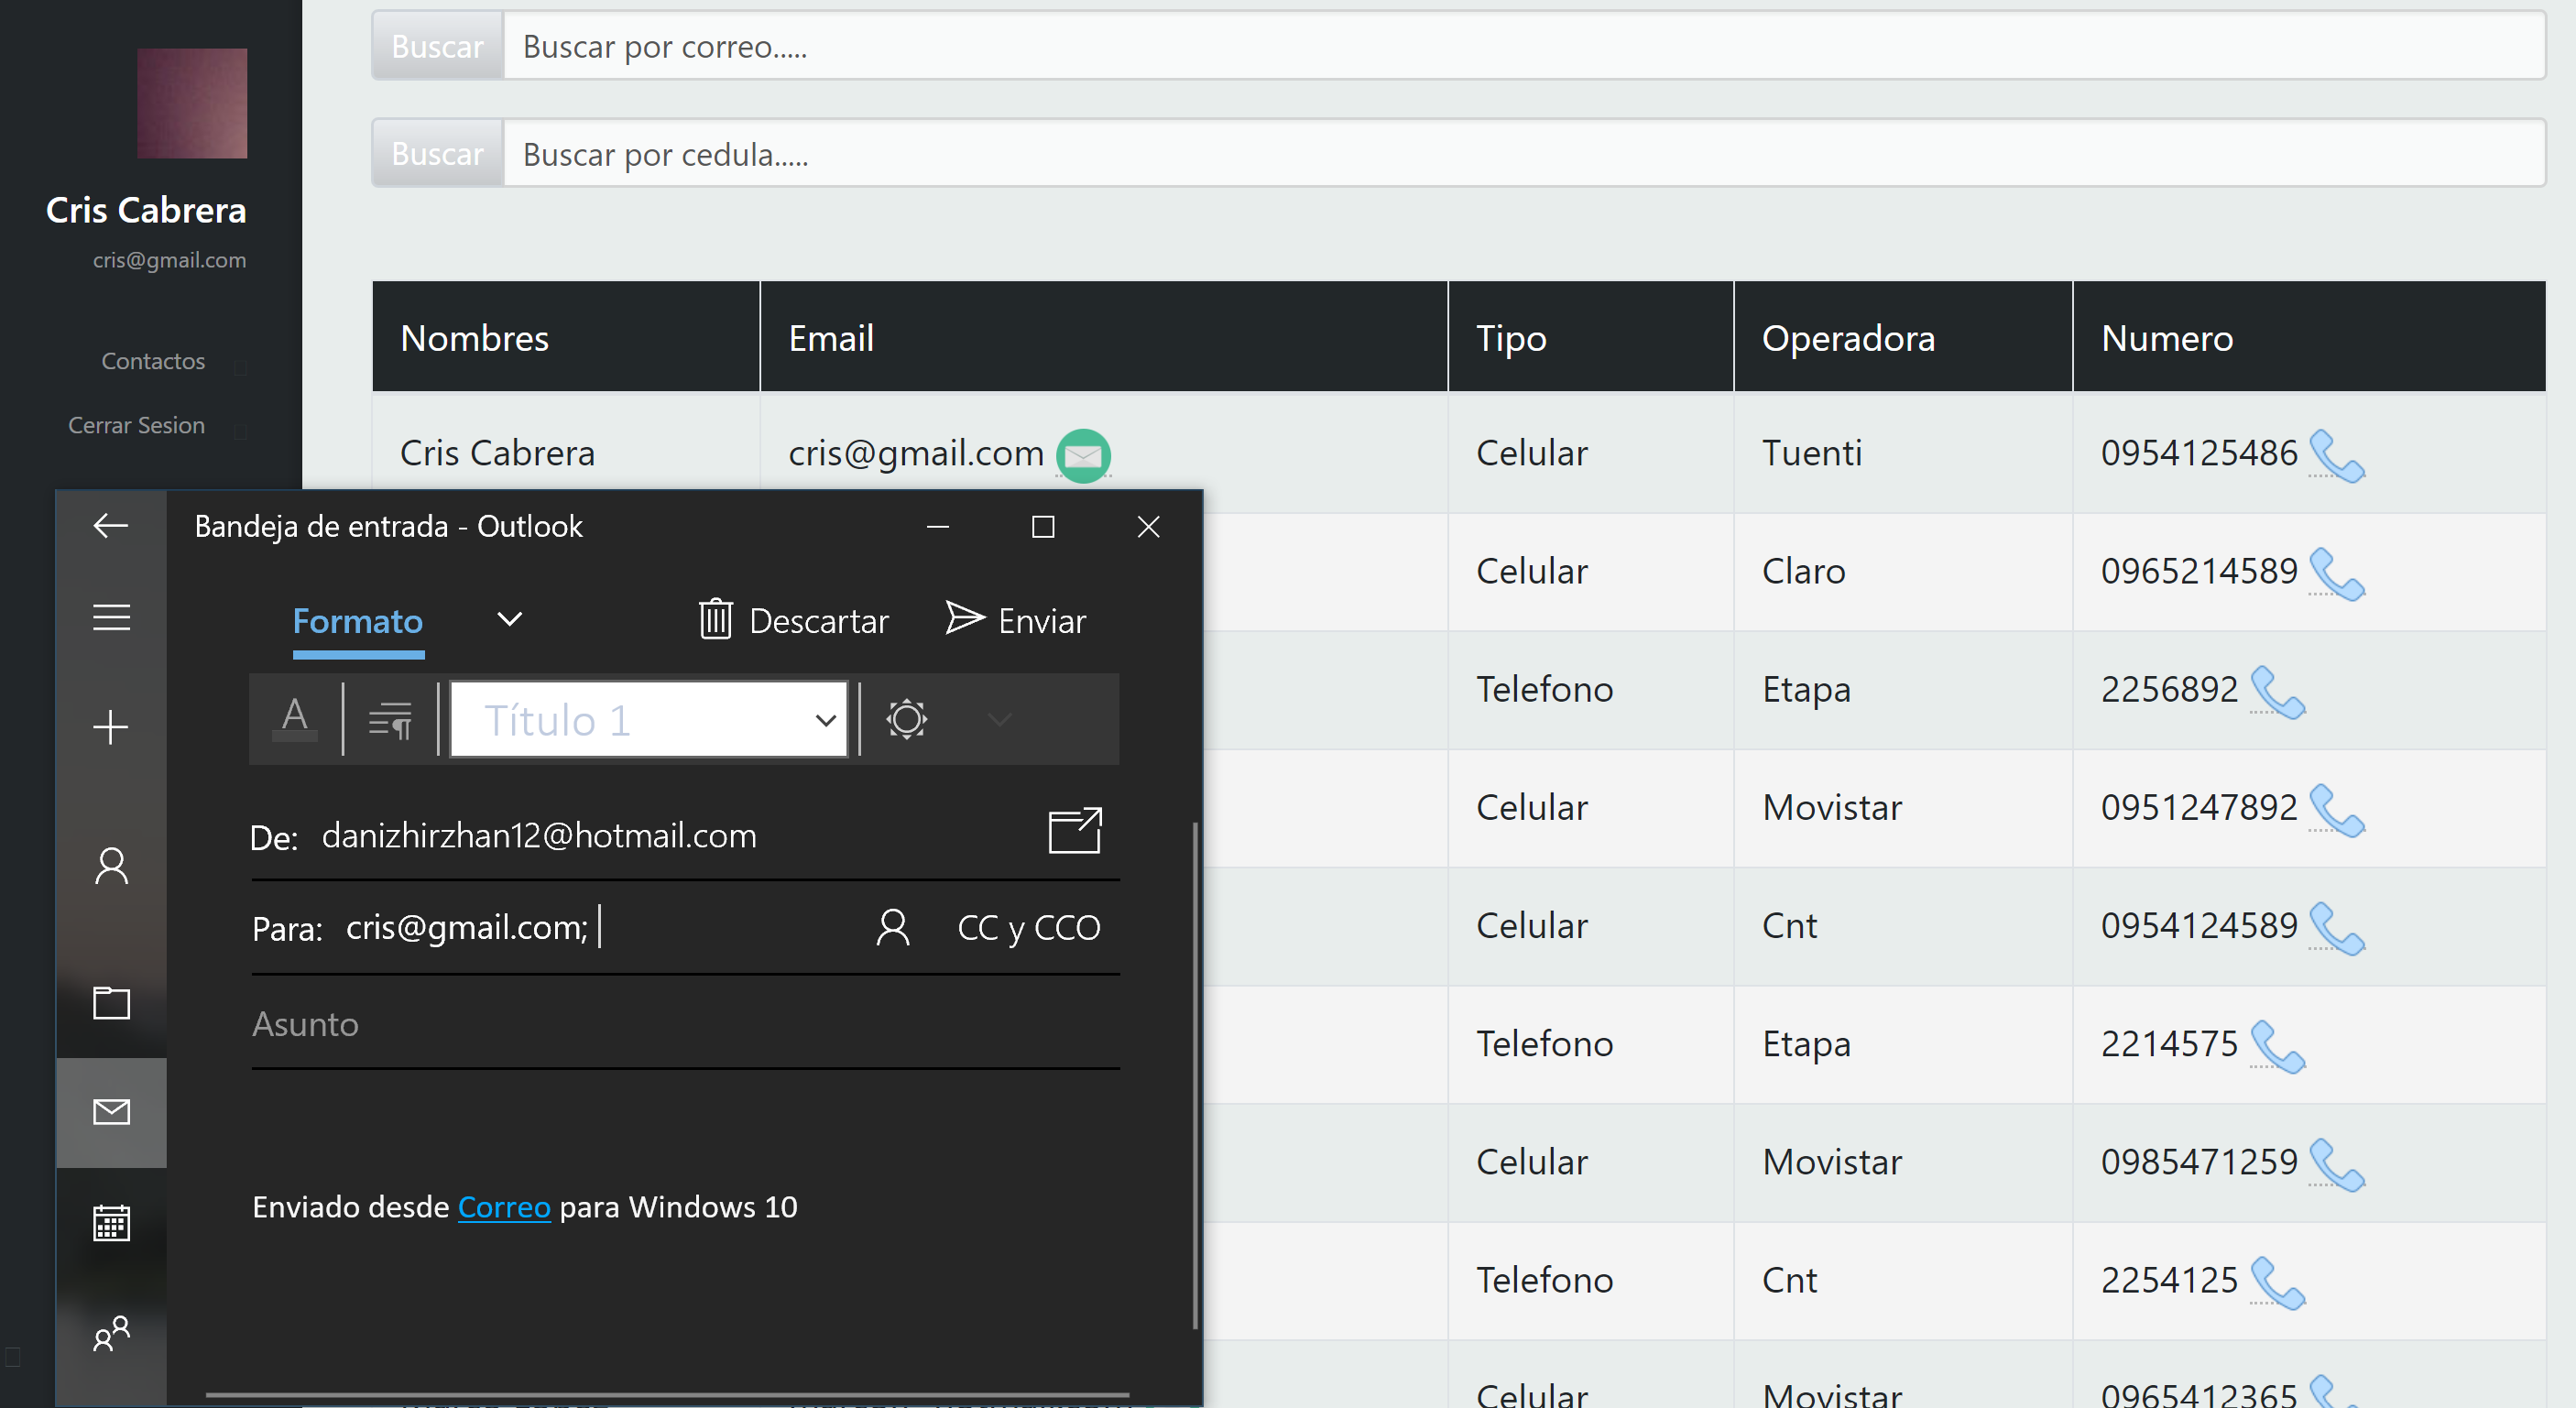 Buscar Buscar por correo.....
Buscar Buscar por cedula.....
Cris Cabrera
cris@gmail.com
Contactos
Cerrar Sesion
Nombres Email Tipo Operadora Numero
Cris Cabrera cris@gmail.com Celular Tuenti 0954125486
Celular Claro 0965214589
Telefono Etapa 2256892
Celular Movistar 0951247892
Celular Cnt 0954124589
Telefono Etapa 2214575
Celular Movistar 0985471259
Telefono Cnt 2254125
Celular Movistar 0965412365
Bandeja de entrada - Outlook
Formato Descartar Enviar
A Título 1
De: danizhirzhan12@hotmail.com
Para: cris@gmail.com; CC y CCO
Asunto
Enviado desde Correo para Windows 10